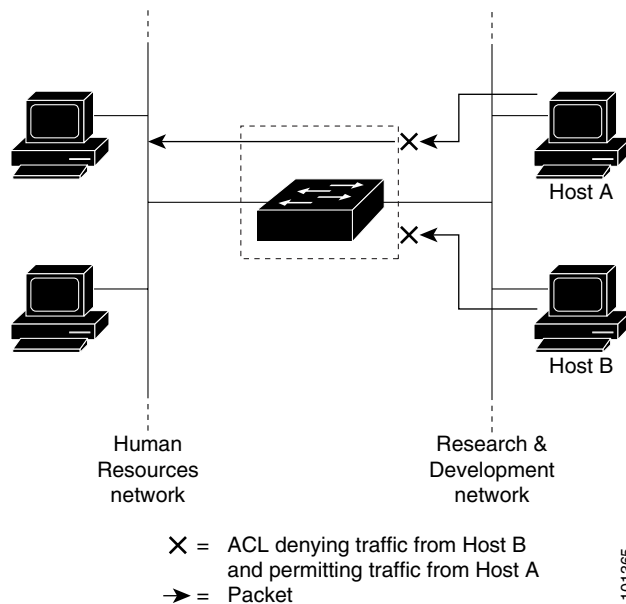 Host A
Host B
Human
Resources
network
Research &
Development
network
X = ACL denying traffic from Host B
and permitting traffic from Host A
= Packet
101365